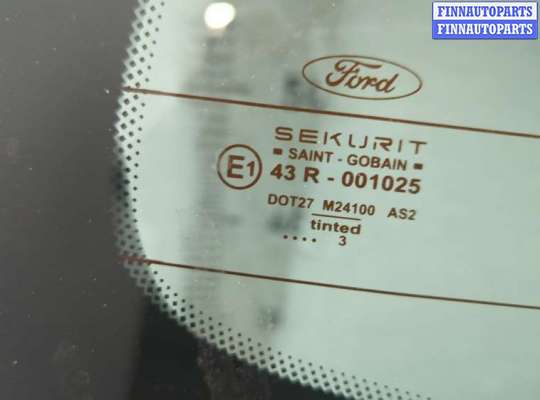 FINNAUTOPARTS
FINNAUTOPARTS
Ford
SEKURIT
SAINT - GOBAIN
E1 43 R - 001025
DOT27 M24100 AS2
tinted
.... 3